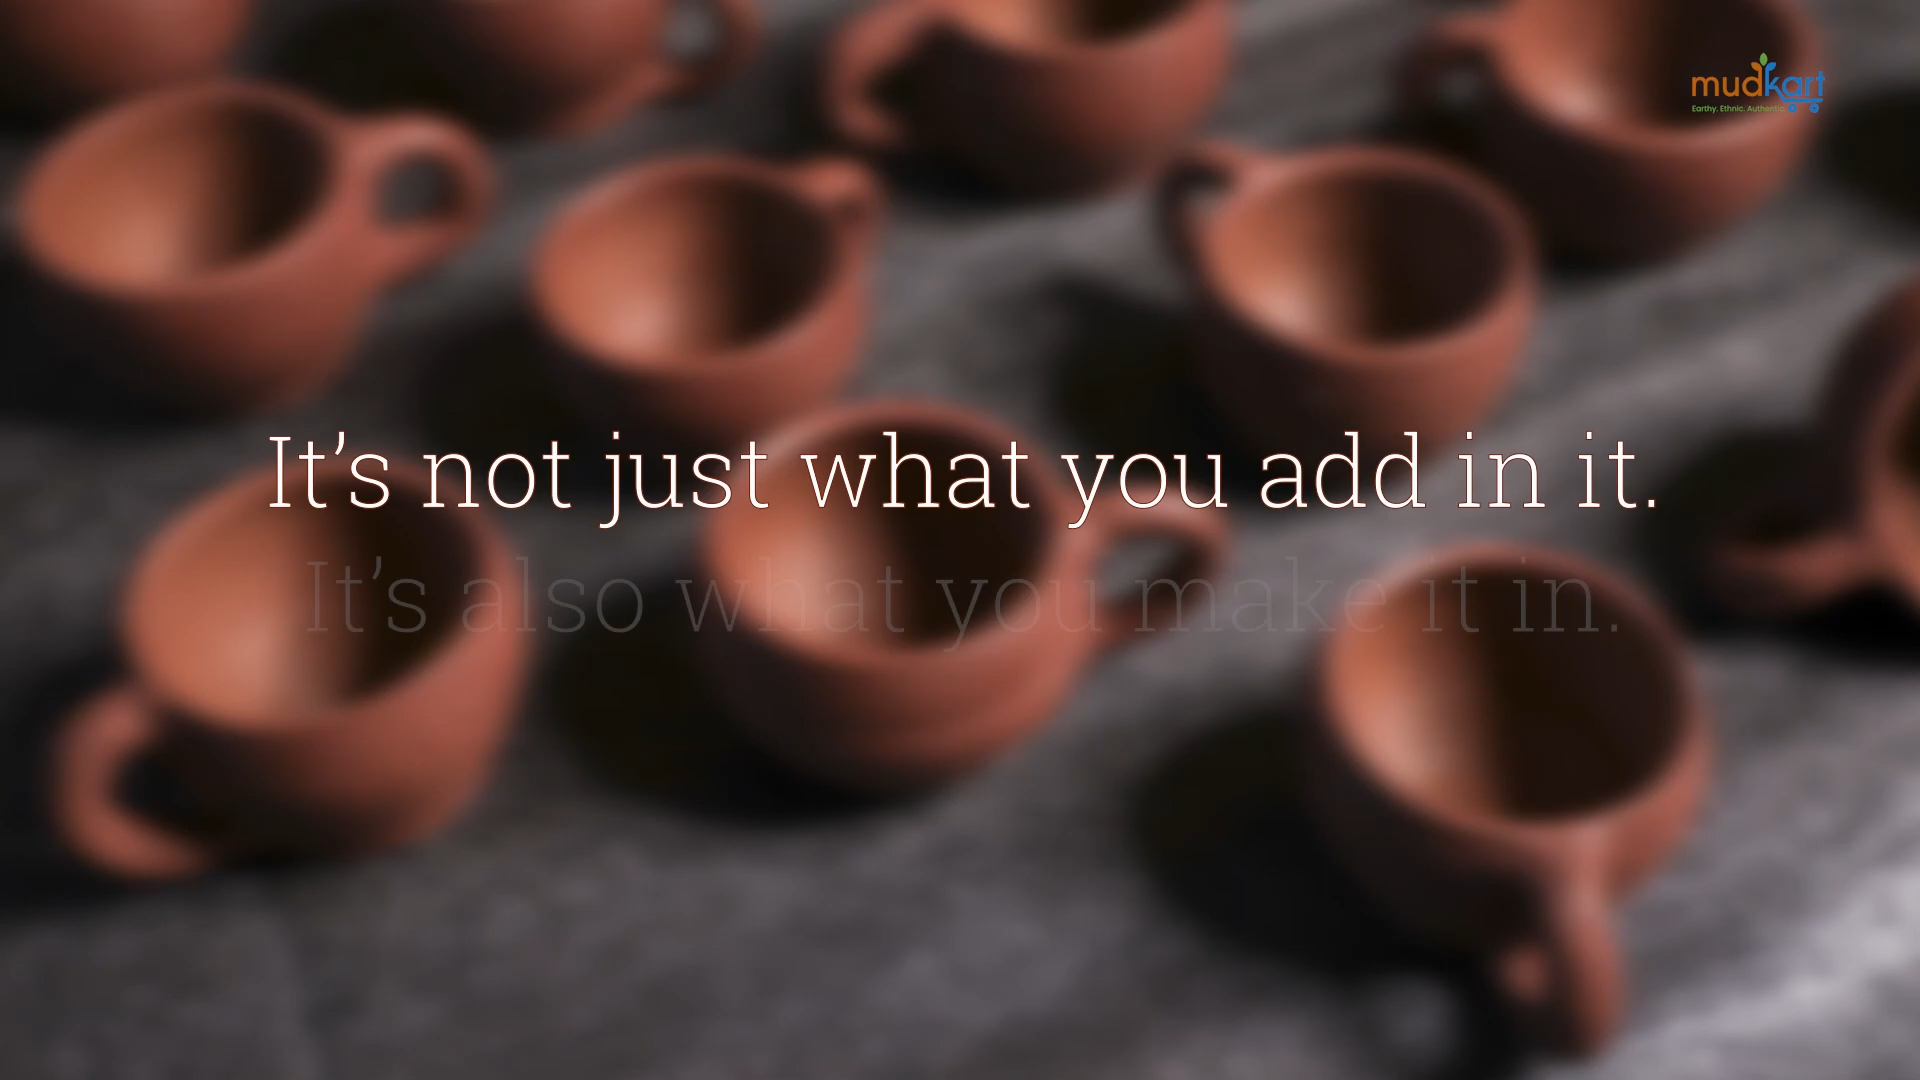 mudkart
Earthy. Ethnic. Authentic.
It's not just what you add in it.
It's also what you make it in.